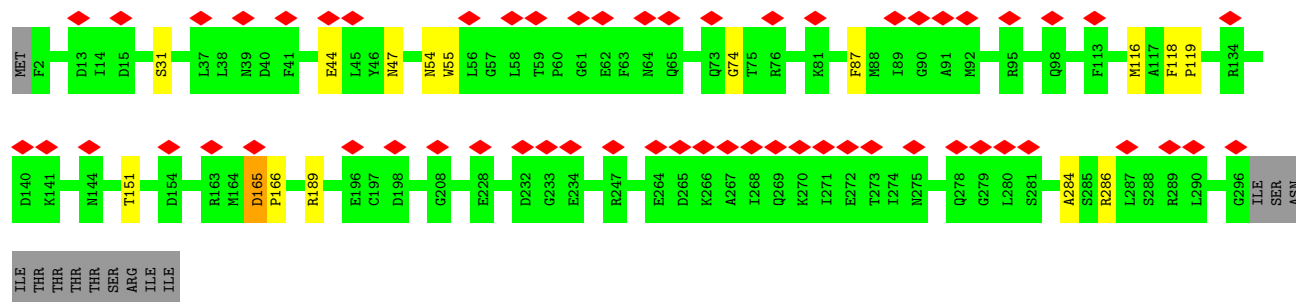 MET F2 D13 I14 D15 S31 L37 L38 N39 D40 F41 E44 L45 Y46 N47 N54 W55 L56 G57 L58 T59 P60 G61 E62 F63 N64 Q65 Q73 G74 T75 R76 K81 F87 M88 I89 G90 A91 M92 R95 Q98 F113 M116 A117 F118 P119 R134
D140 K141 N144 T151 D154 R163 M164 D165 P166 R189 E196 C197 D198 G208 E228 D232 G233 E234 R247 E264 D265 K266 A267 I268 Q269 K270 I271 E272 T273 I274 N275 Q278 G279 L280 S281 A284 S285 R286 L287 S288 R289 L290 G296 ILE SER ASN
ILE THR THR THR THR SER ARG ILE ILE